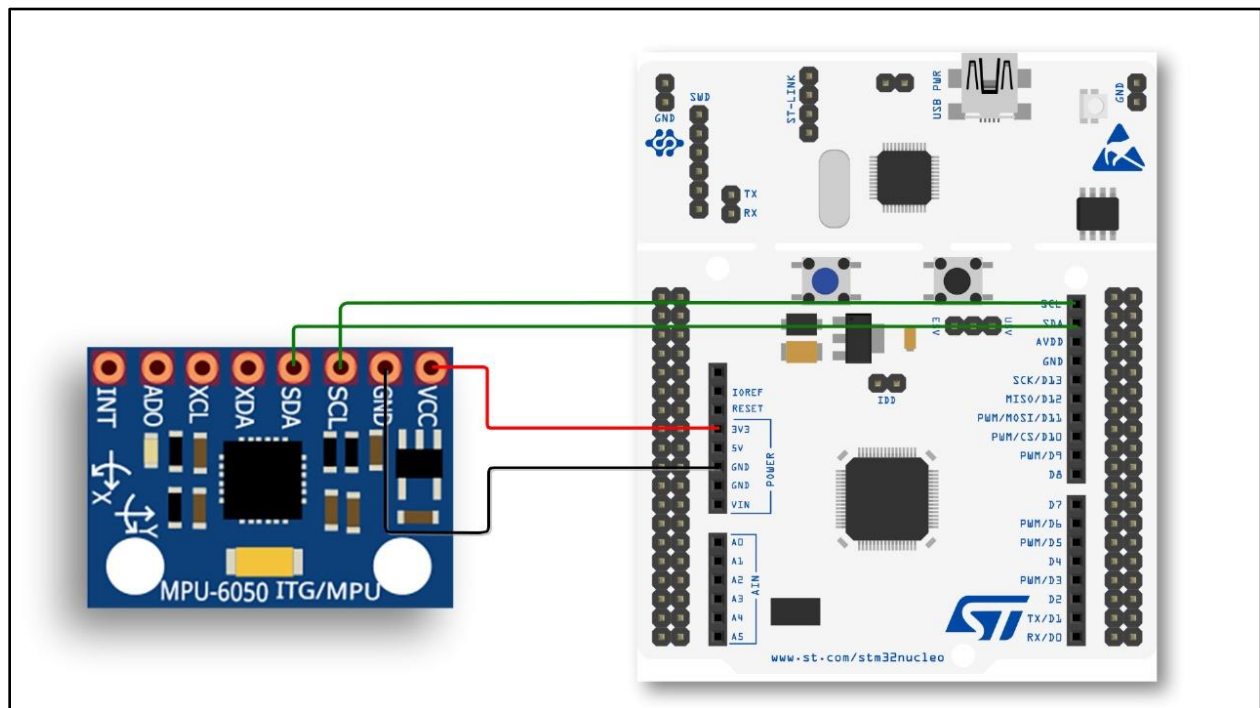 GND
SWD
ST-LINK
USB PWR
GND
TX
RX
E5V
U5V
IDD
SCL
SDA
AVDD
GND
SCK/D13
MISO/D12
PWM/MOSI/D11
PWM/CS/D10
PWM/D9
D8
IOREF
RESET
3V3
5V
GND
GND
VIN
POWER
D7
PWM/D6
PWM/D5
D4
PWM/D3
D2
TX/D1
RX/D0
A0
A1
A2
A3
A4
A5
AIN
ST
www.st.com/stm32nucleo
INT
ADO
XCL
XDA
SDA
SCL
GND
VCC
X
Y
MPU-6050 ITG/MPU